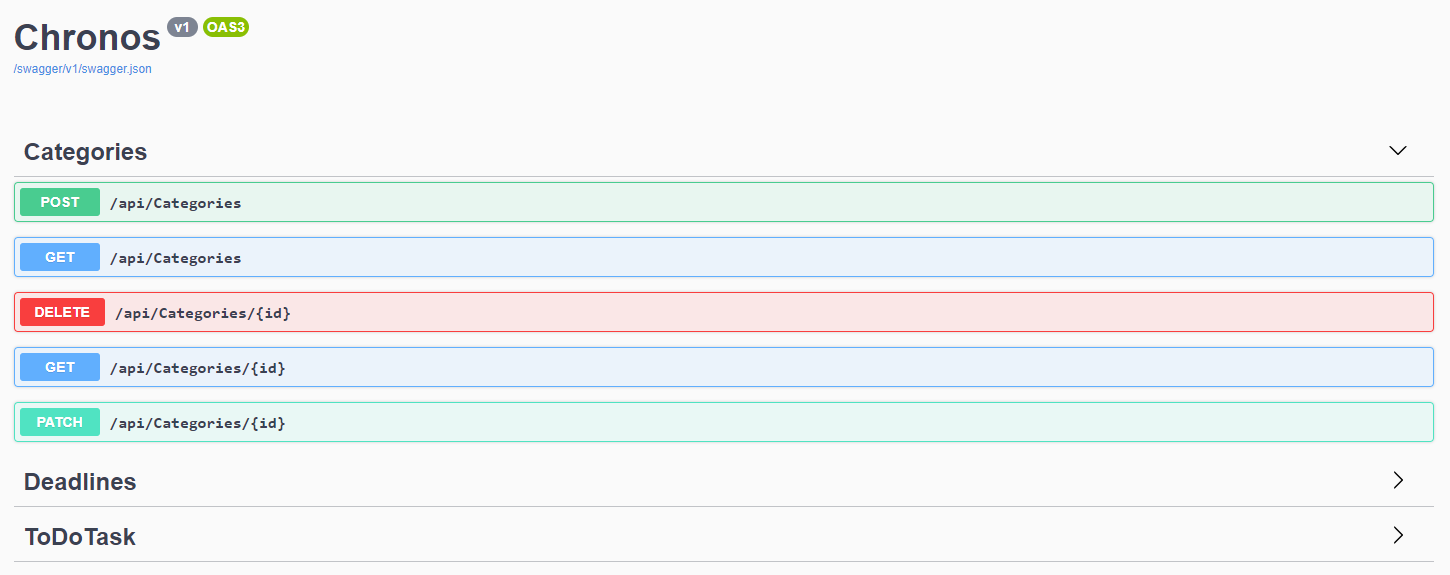 Chronos v1 OAS3
/swagger/v1/swagger.json
Categories
POST /api/Categories
GET /api/Categories
DELETE /api/Categories/{id}
GET /api/Categories/{id}
PATCH /api/Categories/{id}
Deadlines
ToDoTask